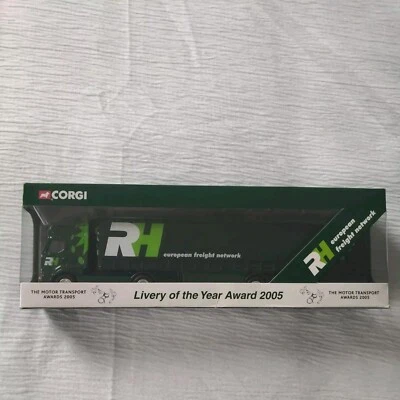 CORGI
RH
european freight network
RH
european
freight network
RH
THE MOTOR TRANSPORT
AWARDS 2005
Livery of the Year Award 2005
THE MOTOR TRANSPORT
AWARDS 2005